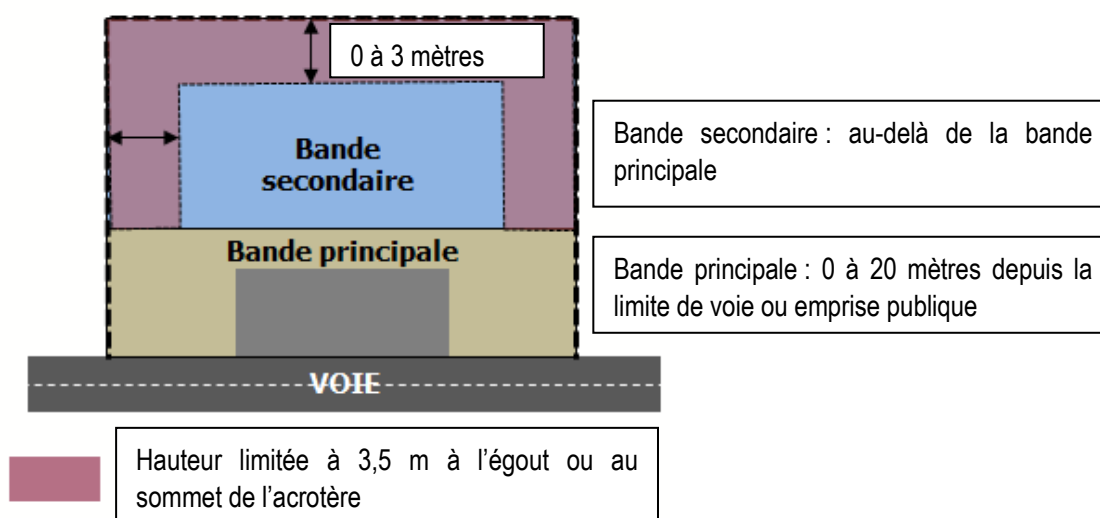 0 à 3 mètres
Bande
secondaire
Bande secondaire : au-delà de la bande
principale
Bande principale
Bande principale : 0 à 20 mètres depuis la
limite de voie ou emprise publique
VOIE
Hauteur limitée à 3,5 m à l’égout ou au
sommet de l’acrotère